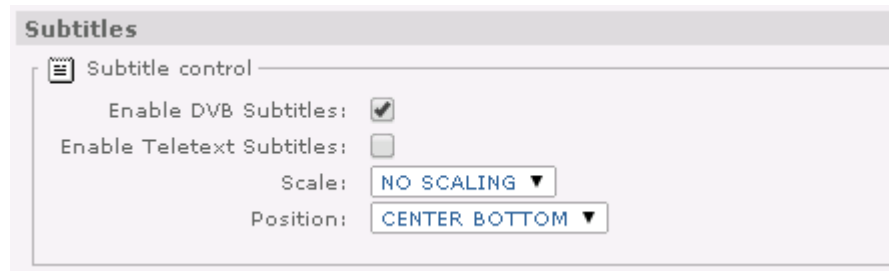 Subtitles
Subtitle control
Enable DVB Subtitles:
Enable Teletext Subtitles:
Scale: NO SCALING
Position: CENTER BOTTOM